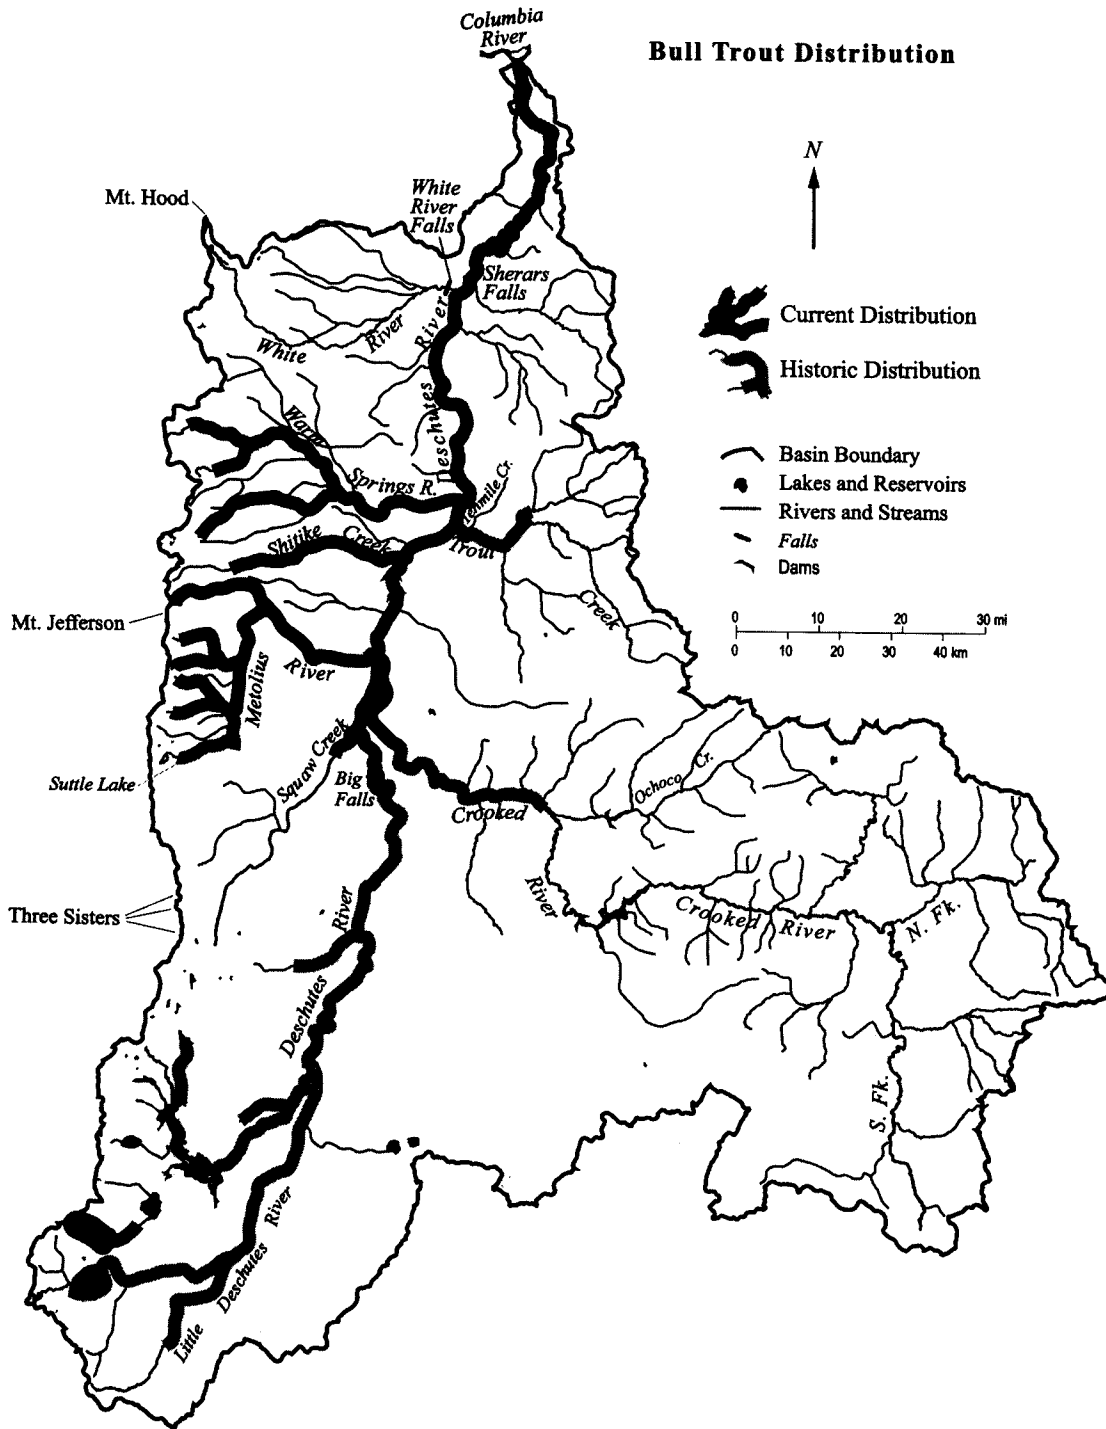 Columbia
River
Bull Trout Distribution
N
Mt. Hood
White
River
Falls
Sherars
Falls
Current Distribution
Historic Distribution
White River
Deschutes River
Warm
Springs R.
Tenmile Cr.
Basin Boundary
Lakes and Reservoirs
Rivers and Streams
Falls
Dams
Shitike Creek
Trout
Creek
0 10 20 30 mi
0 10 20 30 40 km
Mt. Jefferson
Metolius
River
Suttle Lake
Squaw Creek
Big
Falls
Ochoco Cr.
Crooked
River
Crooked River
N. Fk.
S. Fk.
Three Sisters
River
Deschutes
Little Deschutes River